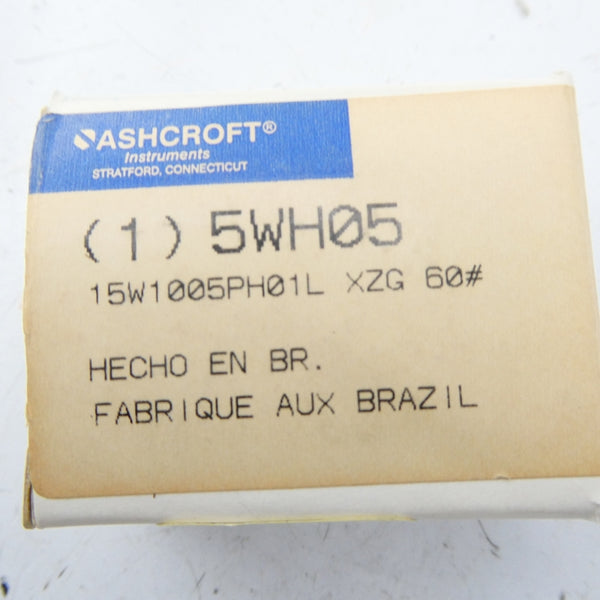 ASHCROFT®
Instruments
STRATFORD, CONNECTICUT
(1) 5WH05
15W1005PH01L XZG 60#
HECHO EN BR.
FABRIQUE AUX BRAZIL